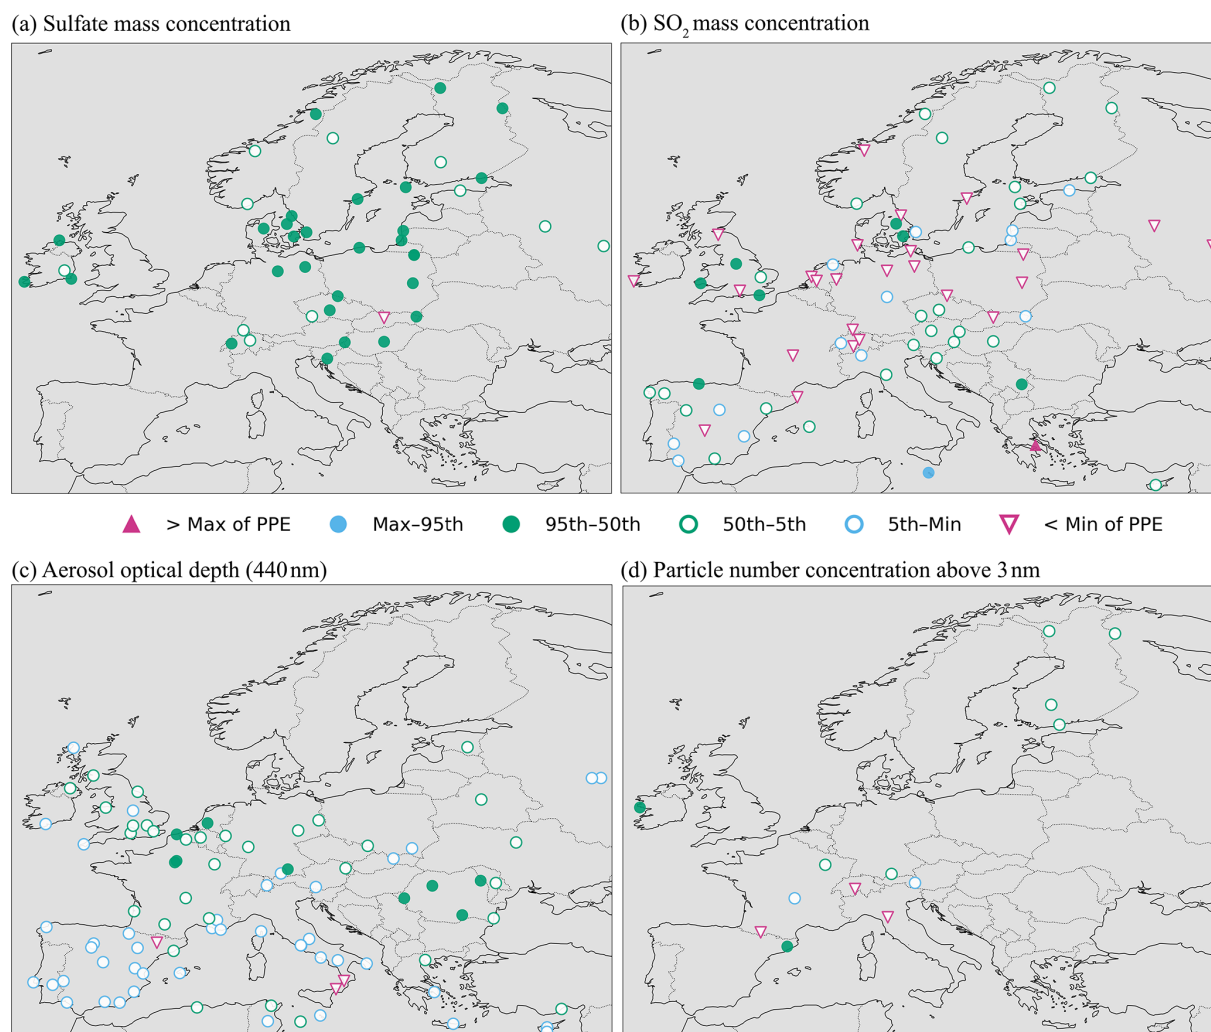 (a) Sulfate mass concentration
(b) SO₂ mass concentration
> Max of PPE
Max–95th
95th–50th
50th–5th
5th–Min
< Min of PPE
(c) Aerosol optical depth (440 nm)
(d) Particle number concentration above 3 nm